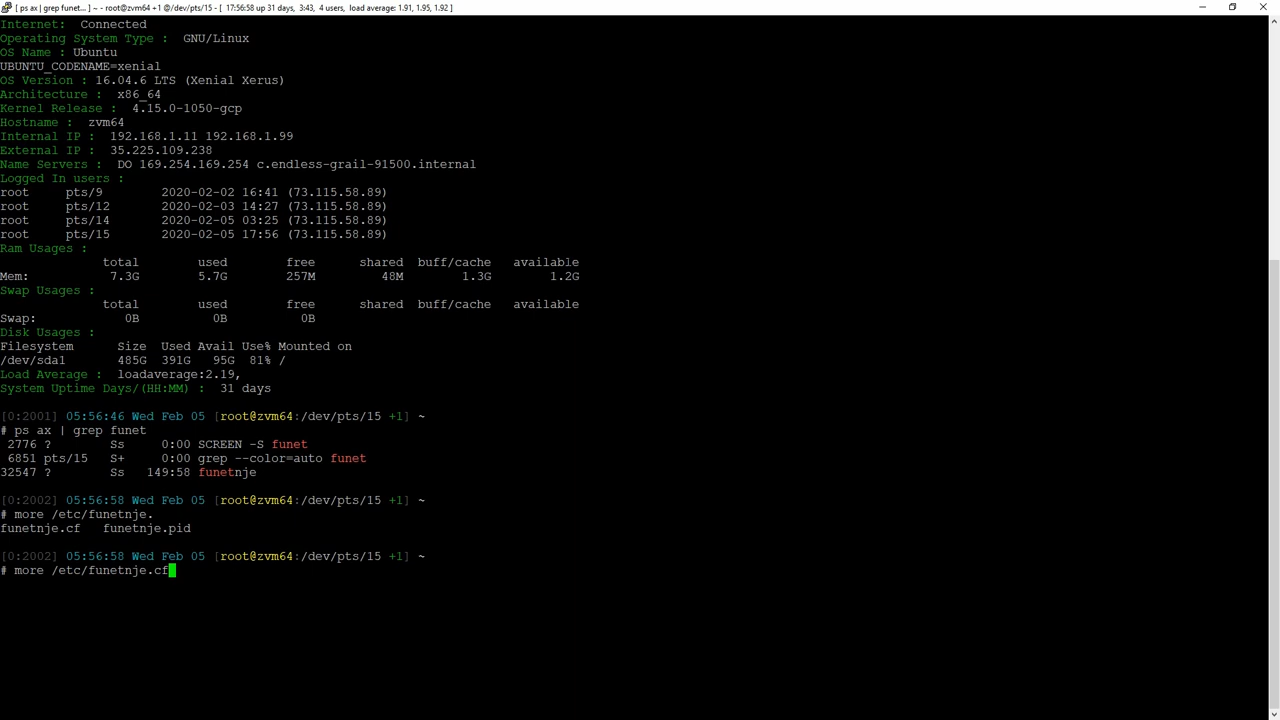 [ ps ax | grep funet... ] ~ - root@zvm64 +1 @/dev/pts/15 - [ 17:56:58 up 31 days, 3:43, 4 users, load average: 1.91, 1.95, 1.92 ]
Internet:  Connected
Operating System Type :  GNU/Linux
OS Name : Ubuntu
UBUNTU_CODENAME=xenial
OS Version : 16.04.6 LTS (Xenial Xerus)
Architecture :  x86_64
Kernel Release :  4.15.0-1050-gcp
Hostname :  zvm64
Internal IP :  192.168.1.11 192.168.1.99
External IP :  35.225.109.238
Name Servers :  DO 169.254.169.254 c.endless-grail-91500.internal
Logged In users :
root     pts/9        2020-02-02 16:41 (73.115.58.89)
root     pts/12       2020-02-03 14:27 (73.115.58.89)
root     pts/14       2020-02-05 03:25 (73.115.58.89)
root     pts/15       2020-02-05 17:56 (73.115.58.89)
Ram Usages :
              total        used        free      shared  buff/cache   available
Mem:           7.3G        5.7G        257M         48M        1.3G        1.2G
Swap Usages :
              total        used        free      shared  buff/cache   available
Swap:            0B          0B          0B
Disk Usages :
Filesystem      Size  Used Avail Use% Mounted on
/dev/sda1       485G  391G   95G  81% /
Load Average :  loadaverage:2.19,
System Uptime Days/(HH:MM) :  31 days
[0:2001] 05:56:46 Wed Feb 05 [root@zvm64:/dev/pts/15 +1] ~
# ps ax | grep funet
 2776 ?        Ss     0:00 SCREEN -S funet
 6851 pts/15   S+     0:00 grep --color=auto funet
32547 ?        Ss   149:58 funetnje
[0:2002] 05:56:58 Wed Feb 05 [root@zvm64:/dev/pts/15 +1] ~
# more /etc/funetnje.
funetnje.cf   funetnje.pid
[0:2002] 05:56:58 Wed Feb 05 [root@zvm64:/dev/pts/15 +1] ~
# more /etc/funetnje.cf